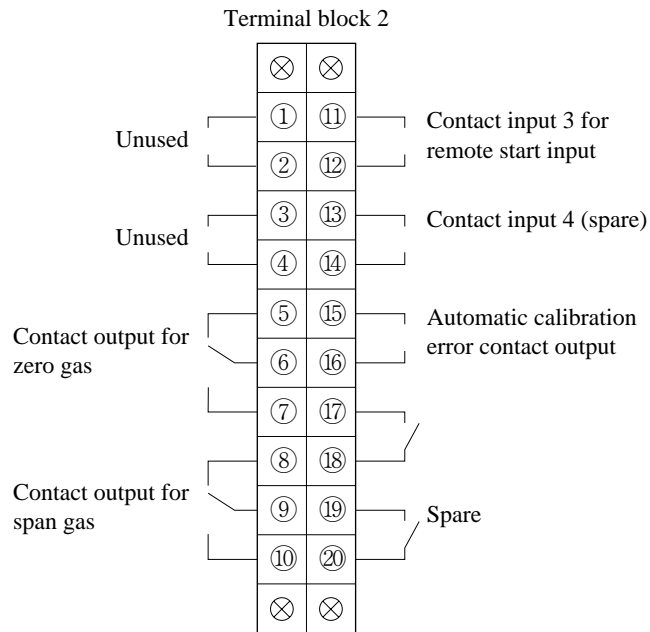 Terminal block 2
Unused
① ⑪
② ⑫
Contact input 3 for
remote start input
Unused
③ ⑬
④ ⑭
Contact input 4 (spare)
Contact output for
zero gas
⑤ ⑮
⑥ ⑯
⑦ ⑰
Automatic calibration
error contact output
Contact output for
span gas
⑧ ⑱
⑨ ⑲
⑩ ⑳
Spare